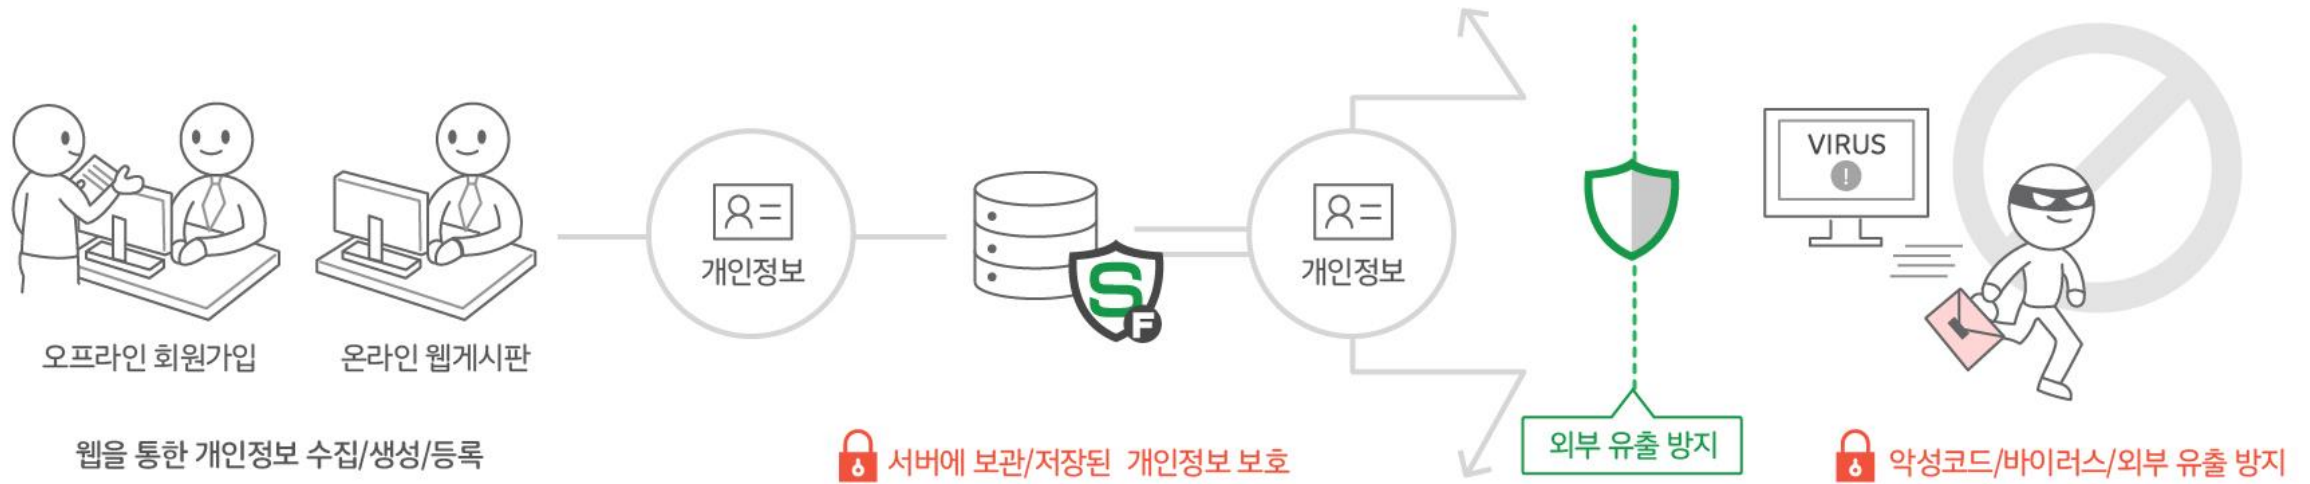 오프라인 회원가입
온라인 웹게시판
웹을 통한 개인정보 수집/생성/등록
개인정보
S
F
서버에 보관/저장된 개인정보 보호
개인정보
외부 유출 방지
VIRUS
!
악성코드/바이러스/외부 유출 방지